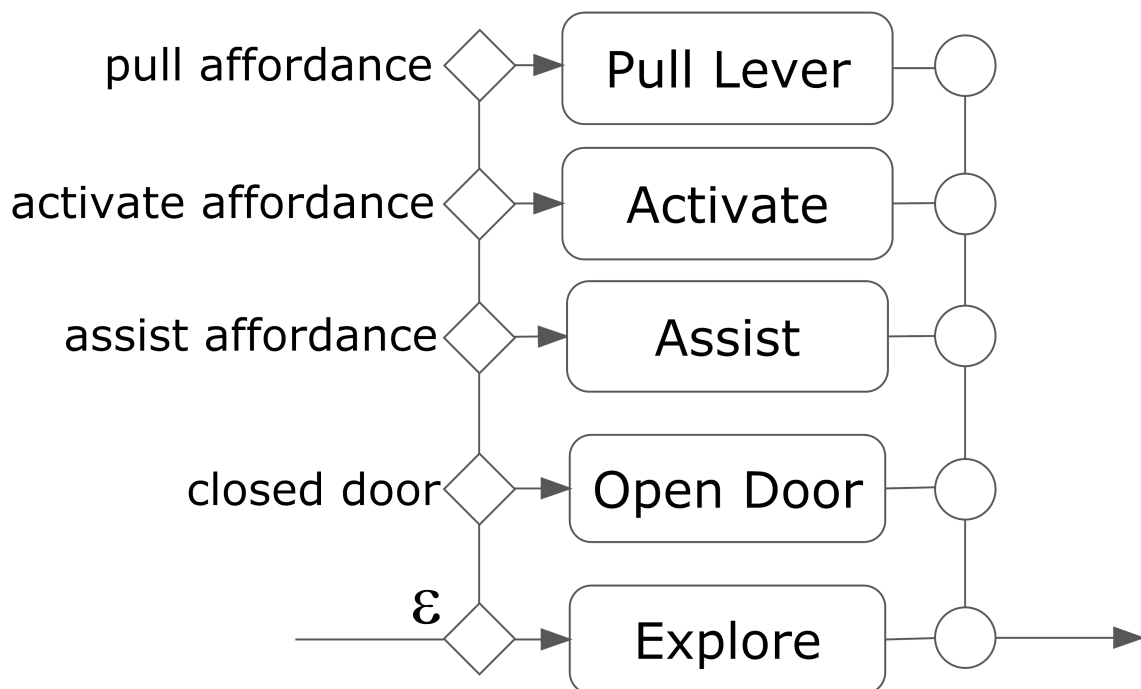 pull affordance
Pull Lever
activate affordance
Activate
assist affordance
Assist
closed door
Open Door
ε
Explore